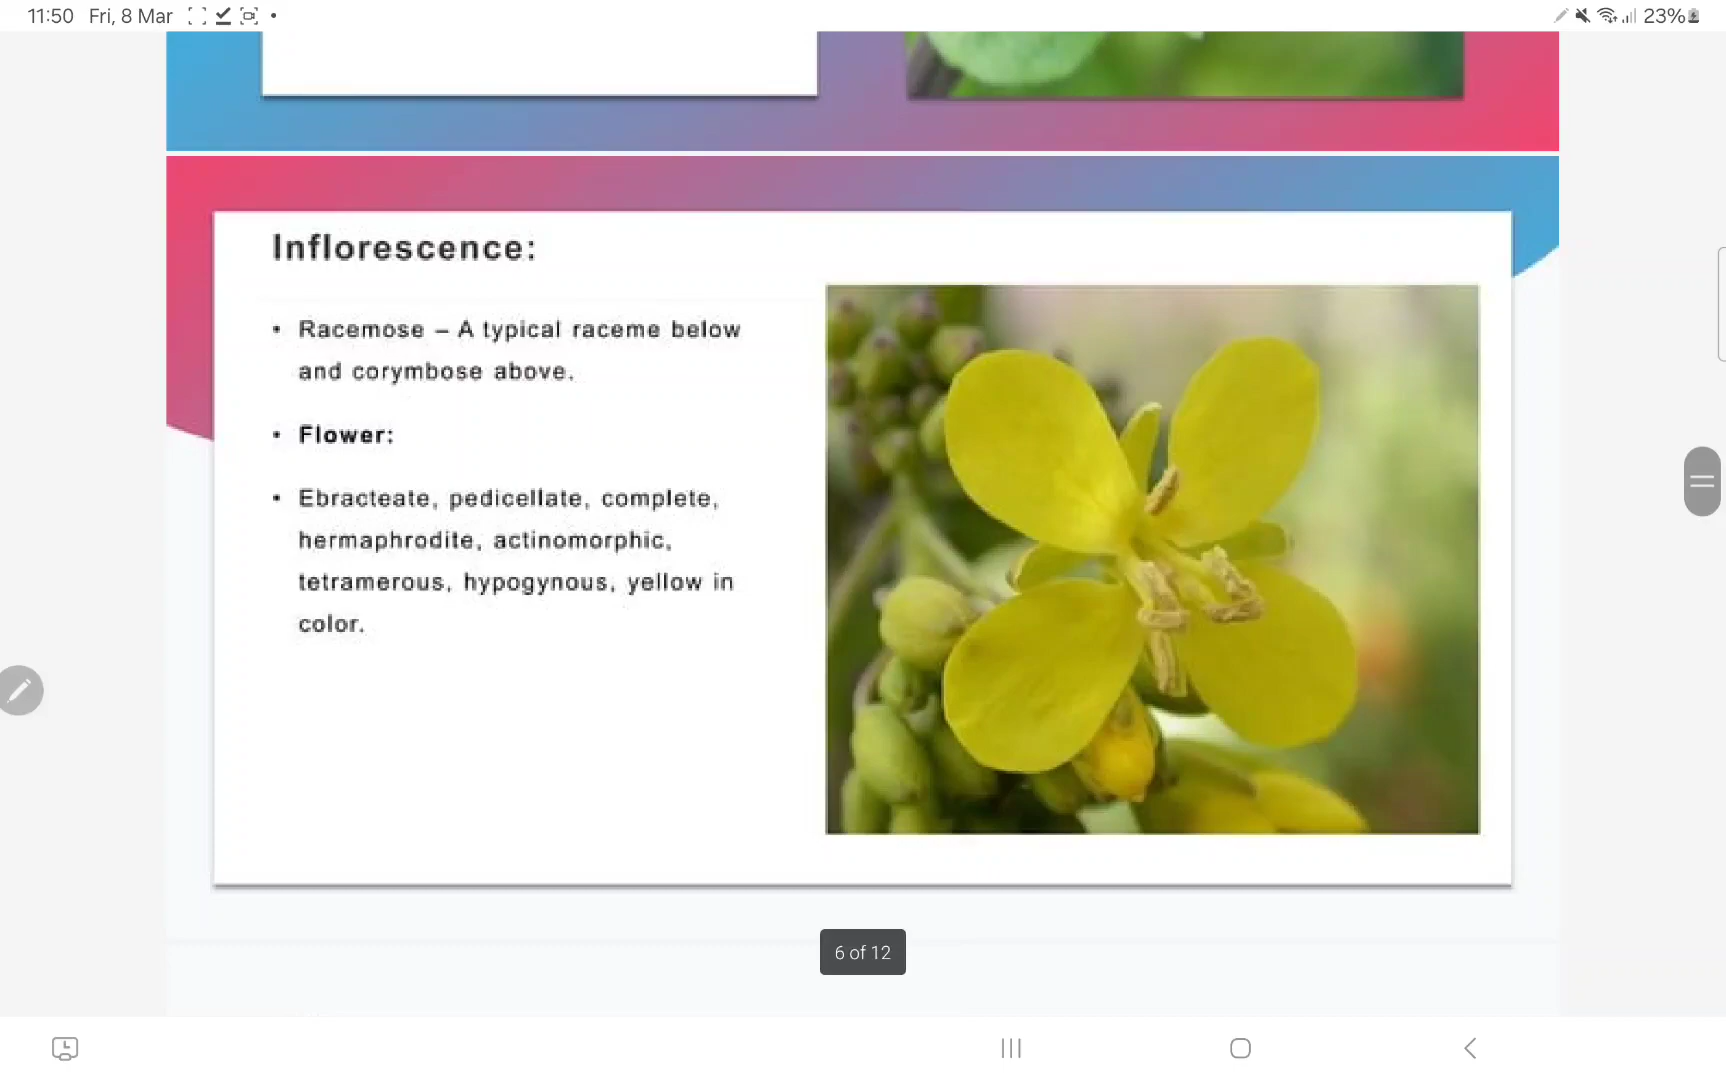 11:50 Fri, 8 Mar
23%
Inflorescence:
• Racemose – A typical raceme below
and corymbose above.
• Flower:
• Ebracteate, pedicellate, complete,
hermaphrodite, actinomorphic,
tetramerous, hypogynous, yellow in
color.
6 of 12